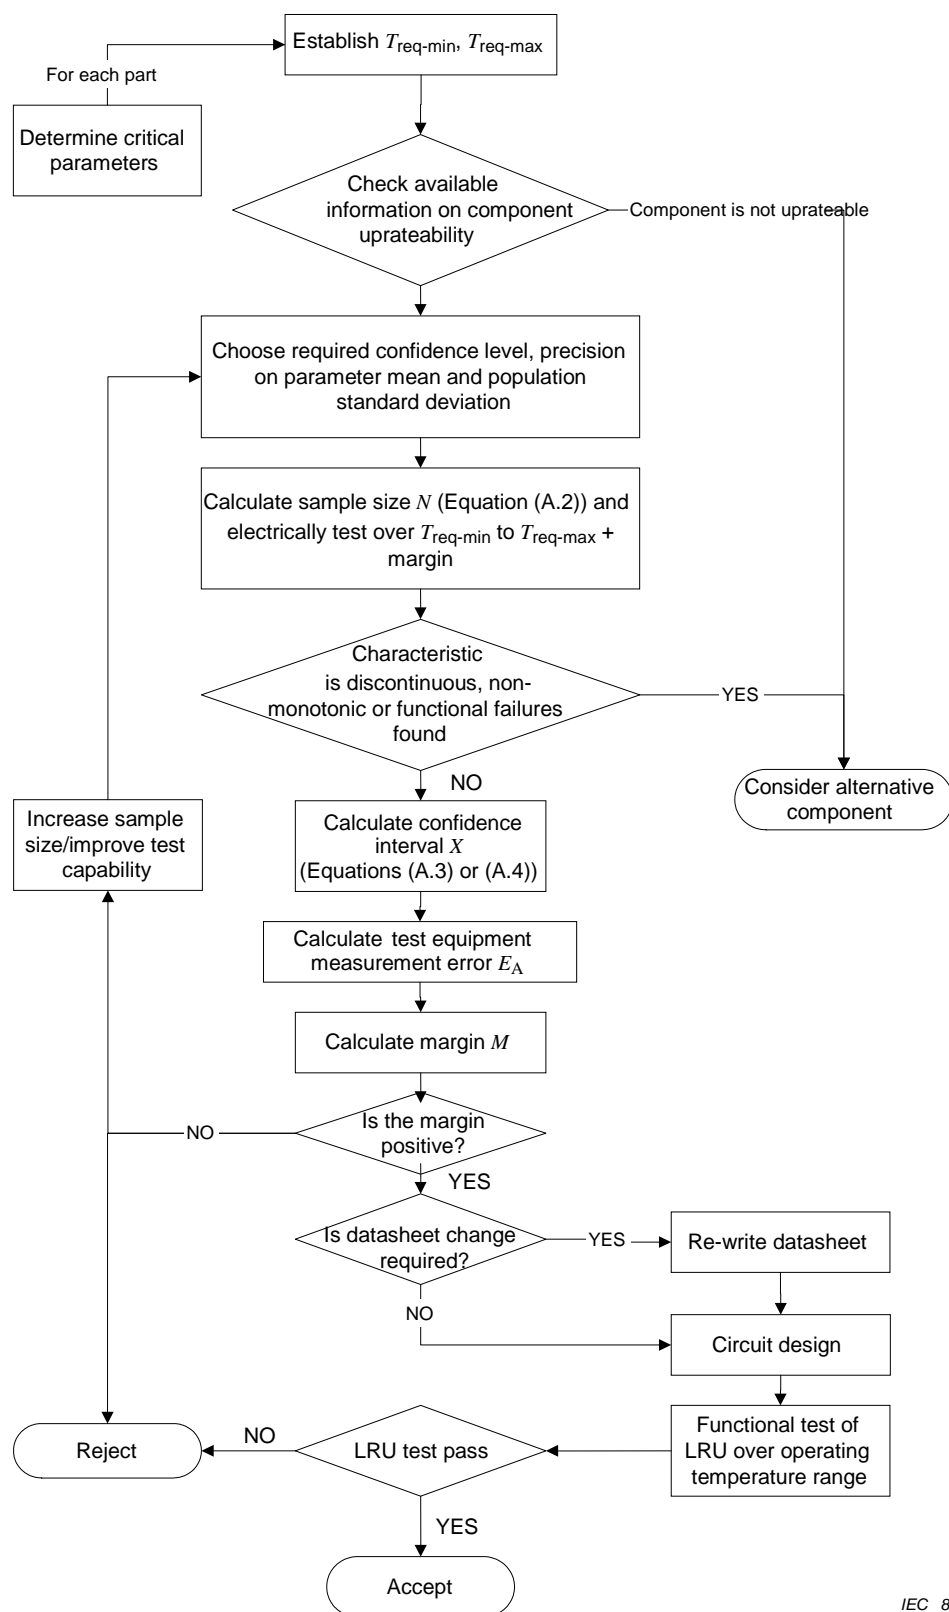 Establish Treq-min, Treq-max
For each part
Determine critical
parameters
Check available
information on component
uprateability
Component is not uprateable
Choose required confidence level, precision
on parameter mean and population
standard deviation
Calculate sample size N (Equation (A.2)) and
electrically test over Treq-min to Treq-max +
margin
Characteristic
is discontinuous, non-
monotonic or functional failures
found
YES
NO
Consider alternative
component
Increase sample
size/improve test
capability
Calculate confidence
interval X
(Equations (A.3) or (A.4))
Calculate test equipment
measurement error EA
Calculate margin M
Is the margin
positive?
NO
YES
Is datasheet change
required?
YES
Re-write datasheet
NO
Circuit design
Functional test of
LRU over operating
temperature range
LRU test pass
NO
Reject
YES
Accept
IEC 8